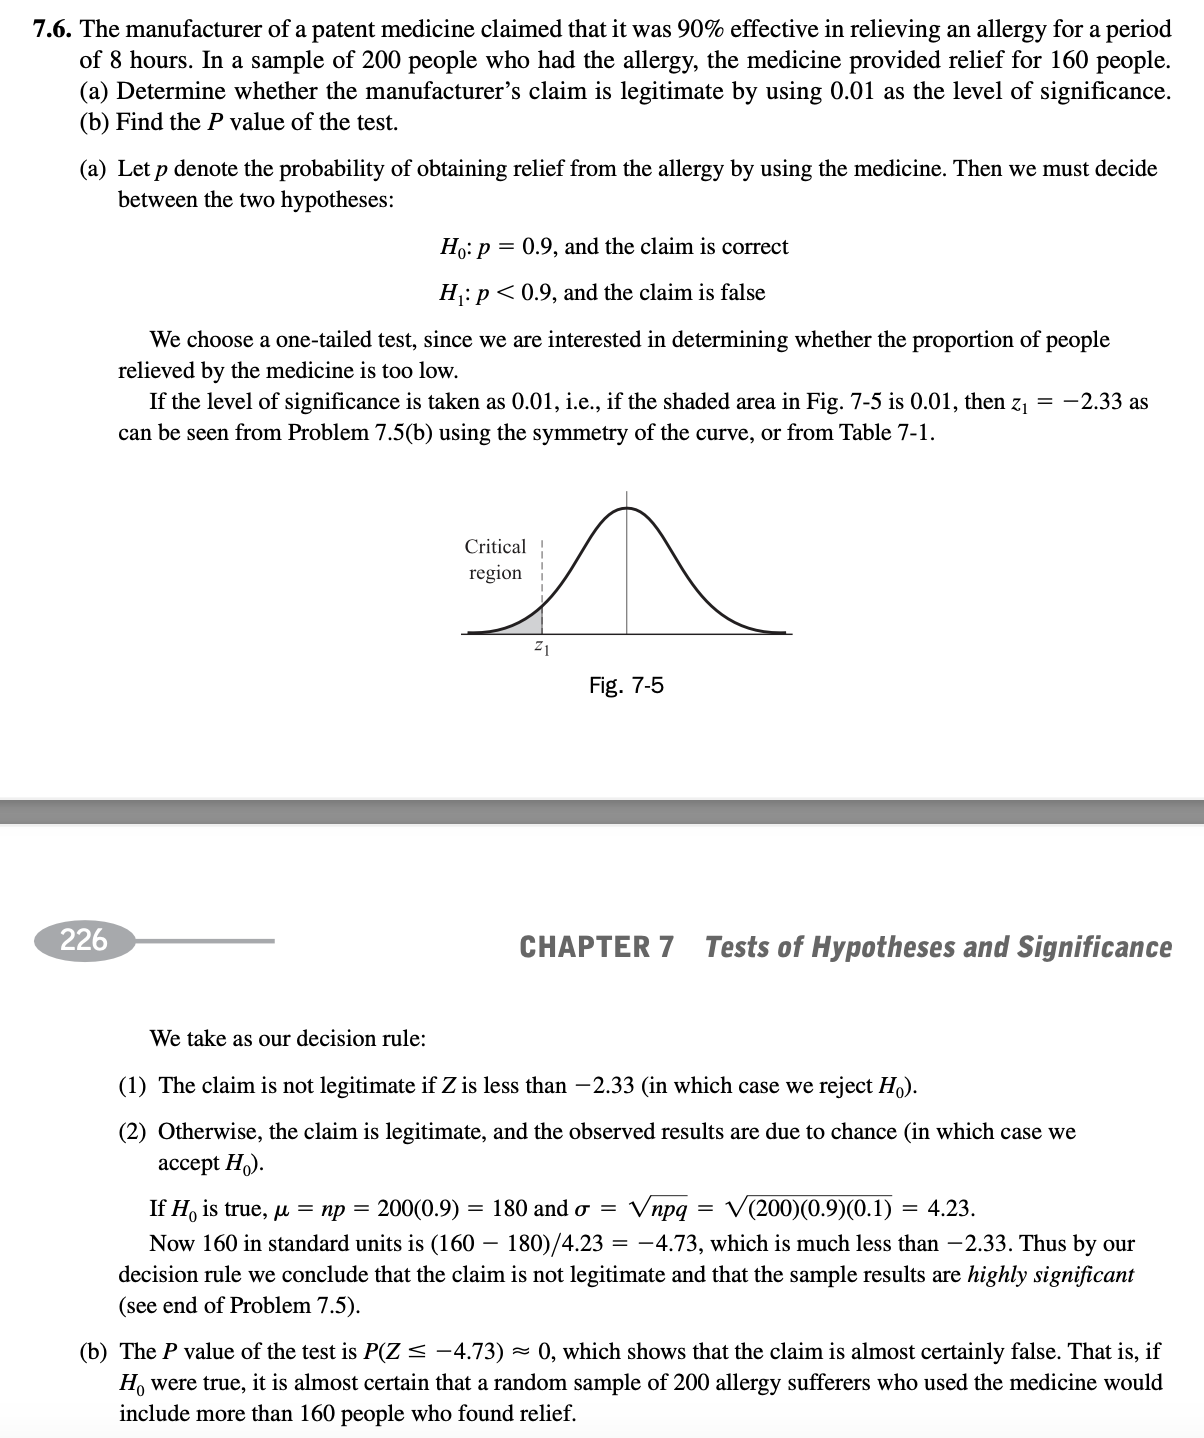 7.6. The manufacturer of a patent medicine claimed that it was 90% effective in relieving an allergy for a period
of 8 hours. In a sample of 200 people who had the allergy, the medicine provided relief for 160 people.
(a) Determine whether the manufacturer’s claim is legitimate by using 0.01 as the level of significance.
(b) Find the P value of the test.
(a) Let p denote the probability of obtaining relief from the allergy by using the medicine. Then we must decide
between the two hypotheses:
H₀: p = 0.9, and the claim is correct
H₁: p < 0.9, and the claim is false
We choose a one-tailed test, since we are interested in determining whether the proportion of people
relieved by the medicine is too low.
If the level of significance is taken as 0.01, i.e., if the shaded area in Fig. 7-5 is 0.01, then z₁ = −2.33 as
can be seen from Problem 7.5(b) using the symmetry of the curve, or from Table 7-1.
Critical
region
z₁
Fig. 7-5
226
CHAPTER 7 Tests of Hypotheses and Significance
We take as our decision rule:
(1) The claim is not legitimate if Z is less than −2.33 (in which case we reject H₀).
(2) Otherwise, the claim is legitimate, and the observed results are due to chance (in which case we
accept H₀).
If H₀ is true, μ = np = 200(0.9) = 180 and σ = √npq = √(200)(0.9)(0.1) = 4.23.
Now 160 in standard units is (160 − 180)/4.23 = −4.73, which is much less than −2.33. Thus by our
decision rule we conclude that the claim is not legitimate and that the sample results are highly significant
(see end of Problem 7.5).
(b) The P value of the test is P(Z ≤ −4.73) ≈ 0, which shows that the claim is almost certainly false. That is, if
H₀ were true, it is almost certain that a random sample of 200 allergy sufferers who used the medicine would
include more than 160 people who found relief.